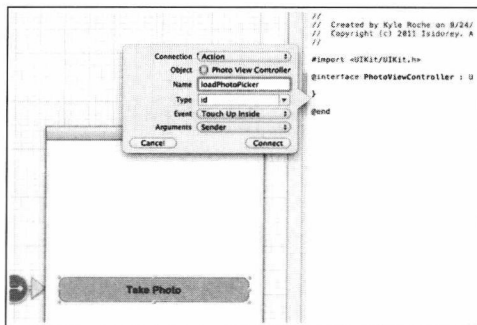 //
// Created by Kyle Roche on 9/24/
// Copyright (c) 2011 Isidorey. A
//
#import <UIKit/UIKit.h>
@interface PhotoViewController : U
}
@end
Connection Action
Object Photo View Controller
Name loadPhotoPicker
Type id
Event Touch Up Inside
Arguments Sender
Cancel Connect
Take Photo